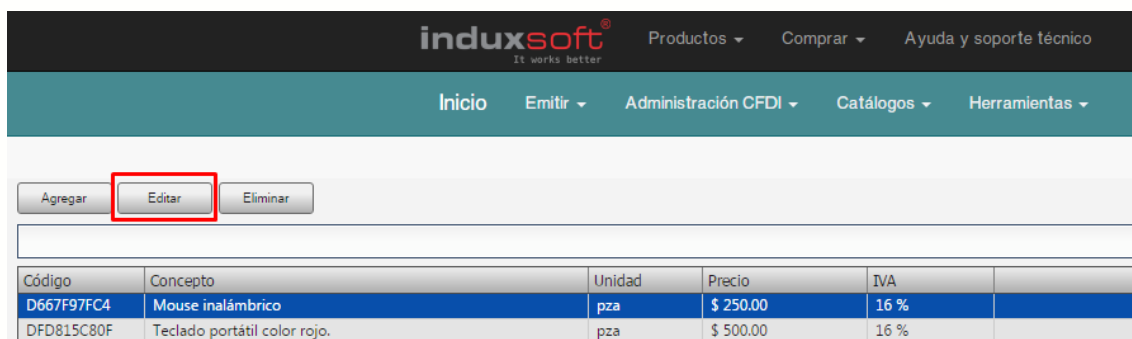 induxsoft® Productos Comprar Ayuda y soporte técnico
It works better
Inicio Emitir Administración CFDI Catálogos Herramientas
Agregar Editar Eliminar
Código Concepto Unidad Precio IVA
D667F97FC4 Mouse inalámbrico pza $ 250.00 16 %
DFD815C80F Teclado portátil color rojo. pza $ 500.00 16 %